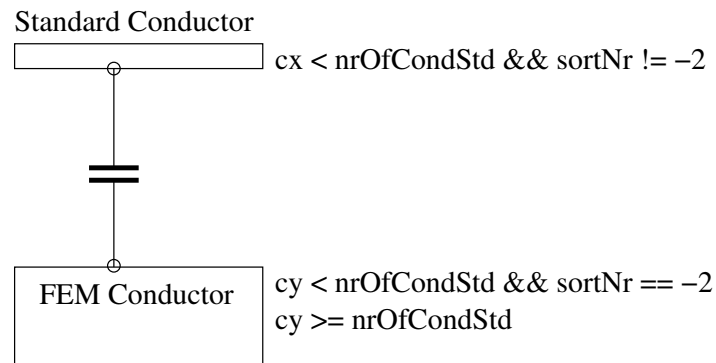 Standard Conductor
cx < nrOfCondStd && sortNr != −2
FEM Conductor
cy < nrOfCondStd && sortNr == −2
cy >= nrOfCondStd